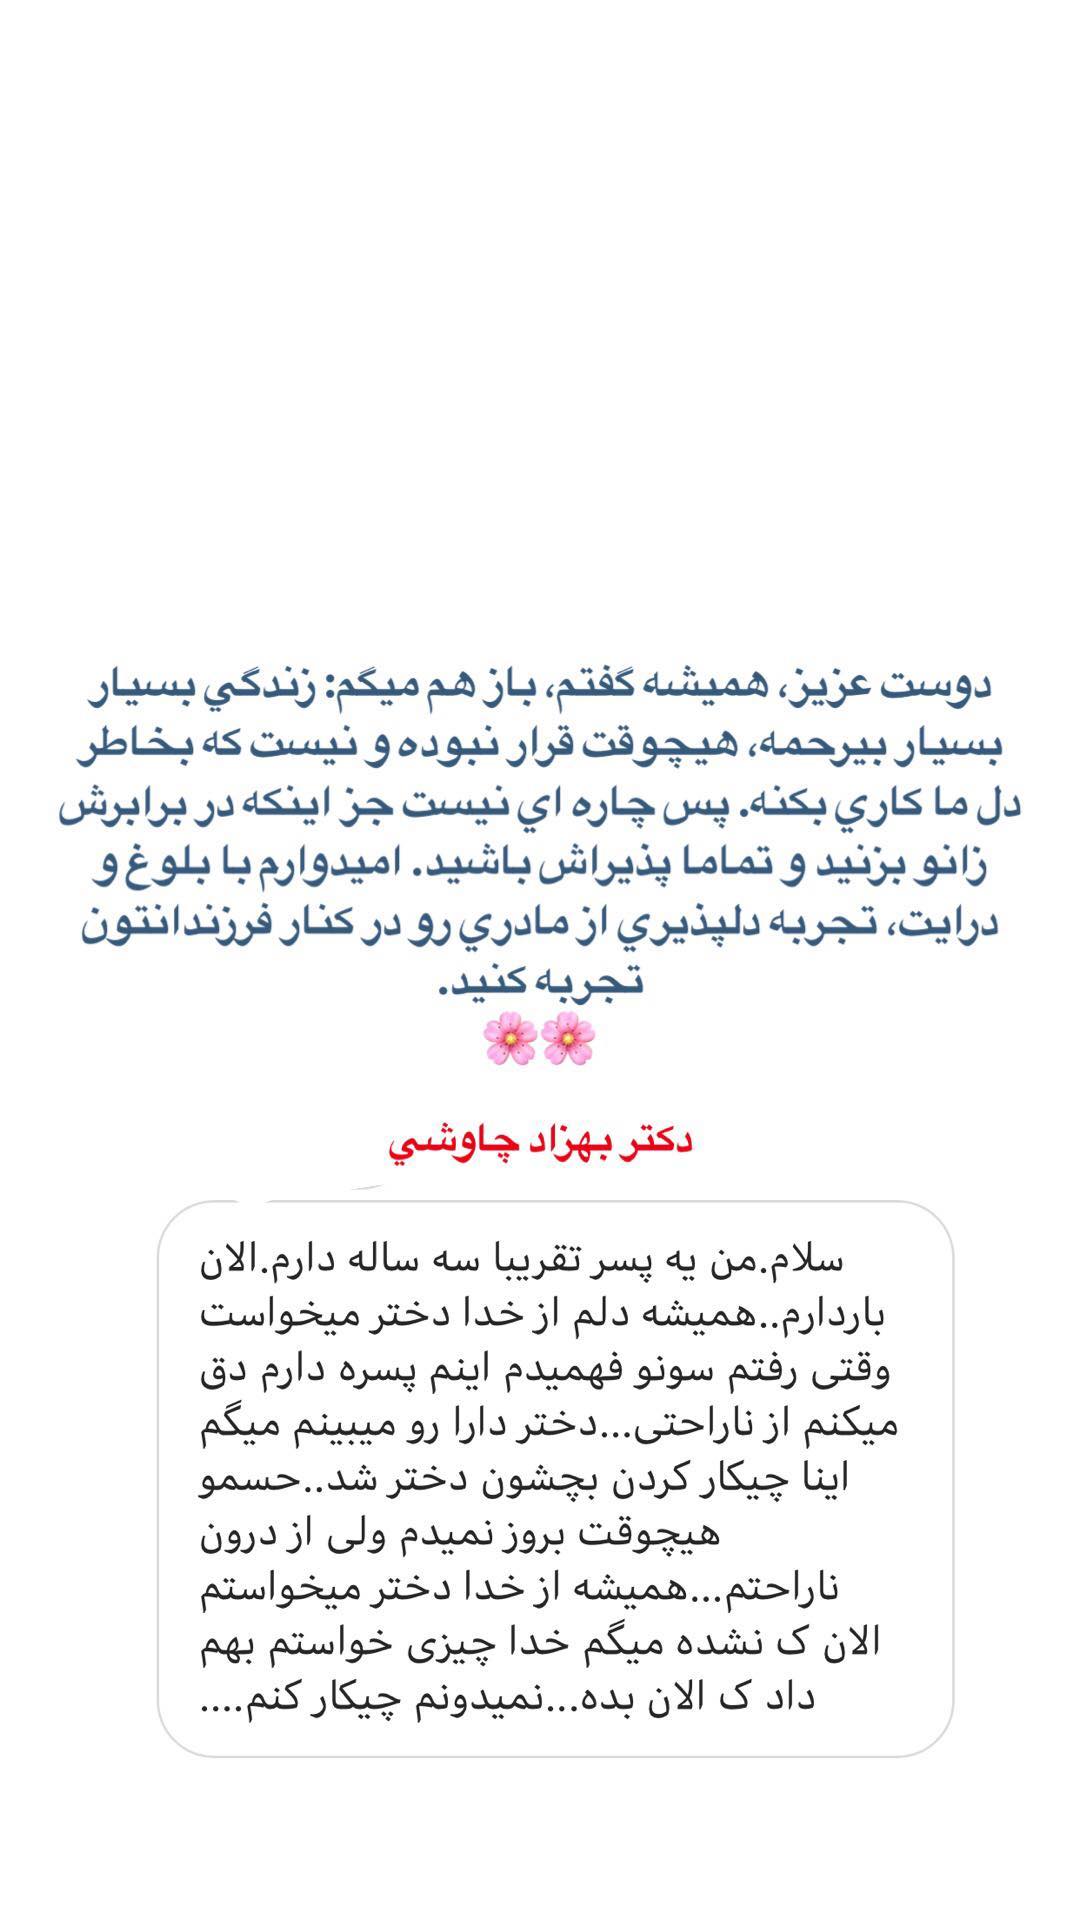 دوست عزيز، هميشه گفتم، باز هم ميگم: زندگي بسيار
بسيار بيرحمه، هيچوقت قرار نبوده و نيست كه بخاطر
دل ما كاري بكنه. پس چاره اي نيست جز اينكه در برابرش
زانو بزنيد و تماما پذيراش باشيد. اميدوارم با بلوغ و
درايت، تجربه دلپذيري از مادري رو در كنار فرزندانتون
تجربه كنيد.
🌸🌸
دكتر بهزاد چاوشي
سلام.من یه پسر تقریبا سه ساله دارم.الان
باردارم..همیشه دلم از خدا دختر میخواست
وقتی رفتم سونو فهمیدم اینم پسره دارم دق
میکنم از ناراحتی...دختر دارا رو میبینم میگم
اینا چیکار کردن بچشون دختر شد..حسمو
هیچوقت بروز نمیدم ولی از درون
ناراحتم...همیشه از خدا دختر میخواستم
الان ک نشده میگم خدا چیزی خواستم بهم
داد ک الان بده...نمیدونم چیکار کنم....